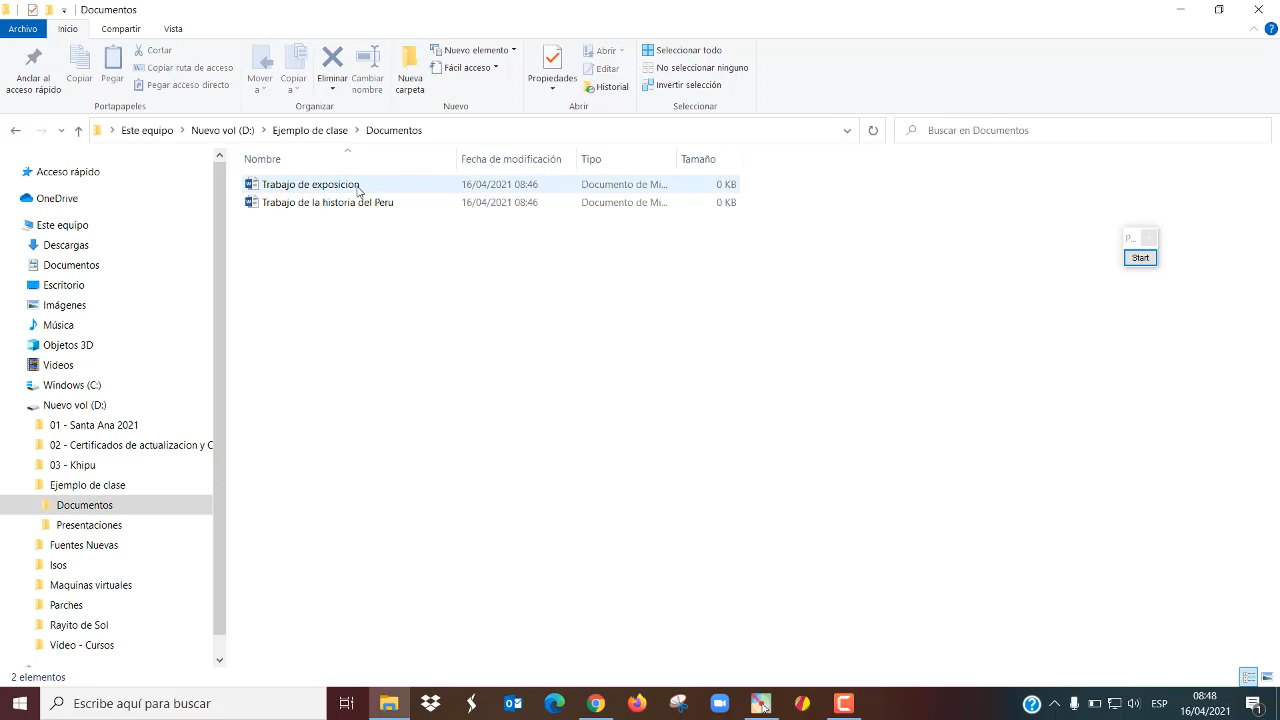 Documentos
Archivo Inicio Compartir Vista
Anclar al acceso rápido
Copiar
Pegar
Cortar
Copiar ruta de acceso
Pegar acceso directo
Portapapeles
Mover a
Copiar a
Eliminar
Cambiar nombre
Organizar
Nueva carpeta
Nuevo elemento
Fácil acceso
Nuevo
Propiedades
Abrir
Editar
Historial
Abrir
Seleccionar todo
No seleccionar ninguno
Invertir selección
Seleccionar
Este equipo > Nuevo vol (D:) > Ejemplo de clase > Documentos
Buscar en Documentos
Nombre Fecha de modificación Tipo Tamaño
Trabajo de exposicion 16/04/2021 08:46 Documento de Mi... 0 KB
Trabajo de la historia del Peru 16/04/2021 08:46 Documento de Mi... 0 KB
P...
Start
Acceso rápido
OneDrive
Este equipo
Descargas
Documentos
Escritorio
Imágenes
Música
Objetos 3D
Videos
Windows (C:)
Nuevo vol (D:)
01 - Santa Ana 2021
02 - Certificados de actualizacion y C
03 - Khipu
Ejemplo de clase
Documentos
Presentaciones
Fuentes Nuevas
Isos
Maquinas virtuales
Parches
Rayito de Sol
Video - Cursos
2 elementos
Escribe aquí para buscar
ESP
08:48
16/04/2021
1